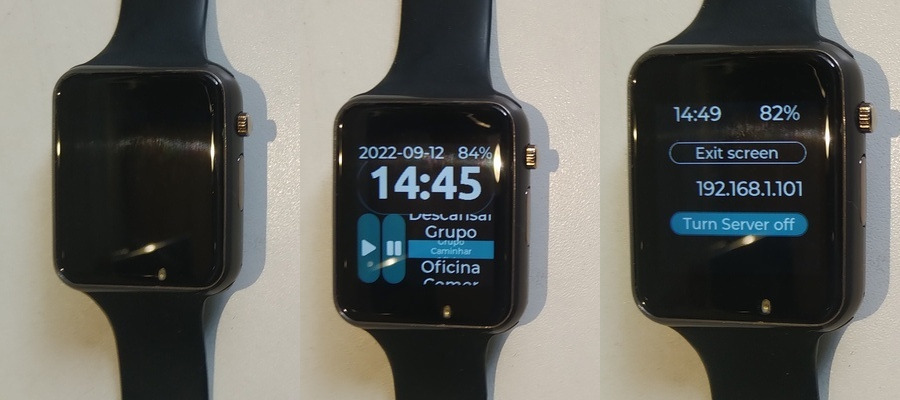 2022-09-12 84%
14:45
Descansar
Grupo
Grupo
Caminhar
Oficina
Comer
14:49 82%
Exit screen
192.168.1.101
Turn Server off